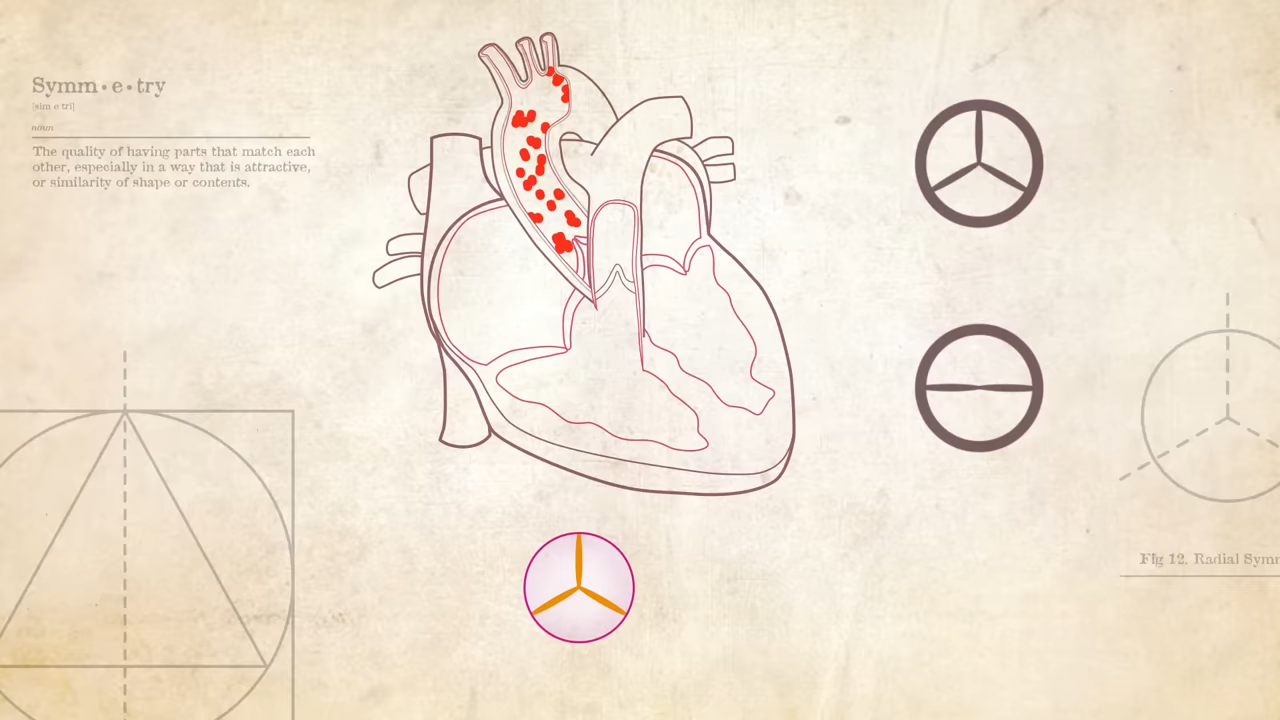 Symm•e•try
[sim e tri]
noun
The quality of having parts that match each
other, especially in a way that is attractive,
or similarity of shape or contents.
Fig 12. Radial Symm